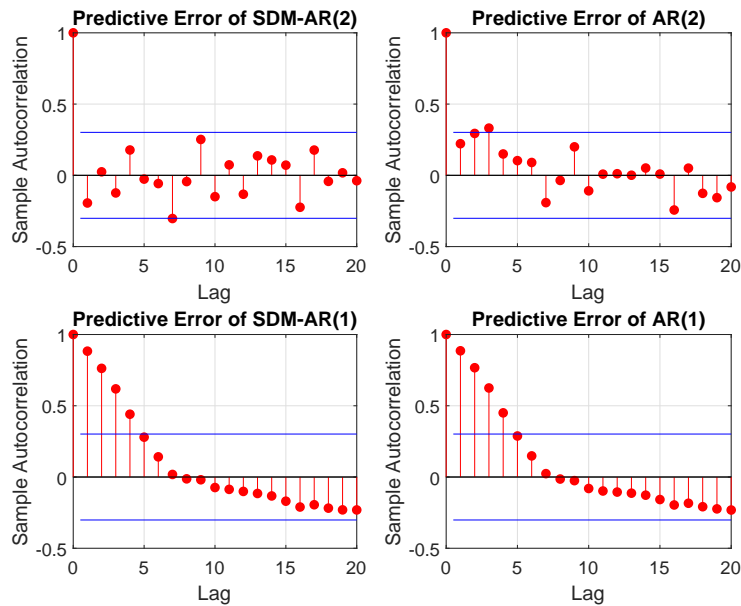 Predictive Error of SDM-AR(2)
Sample Autocorrelation
1
0.5
0
-0.5
0 5 10 15 20
Lag
Predictive Error of AR(2)
Sample Autocorrelation
1
0.5
0
-0.5
0 5 10 15 20
Lag
Predictive Error of SDM-AR(1)
Sample Autocorrelation
1
0.5
0
-0.5
0 5 10 15 20
Lag
Predictive Error of AR(1)
Sample Autocorrelation
1
0.5
0
-0.5
0 5 10 15 20
Lag